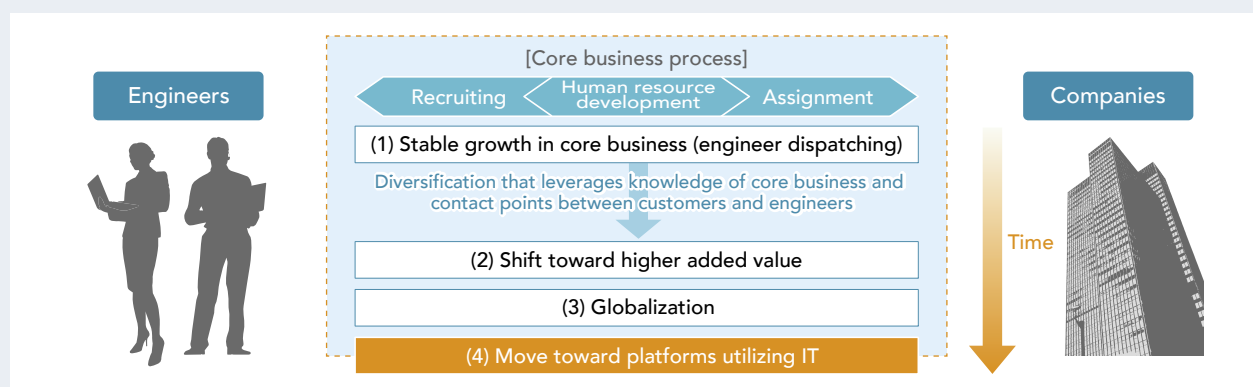 [Core business process]
Engineers
Recruiting
Human resource
development
Assignment
Companies
(1) Stable growth in core business (engineer dispatching)
Diversification that leverages knowledge of core business and
contact points between customers and engineers
Time
(2) Shift toward higher added value
(3) Globalization
(4) Move toward platforms utilizing IT